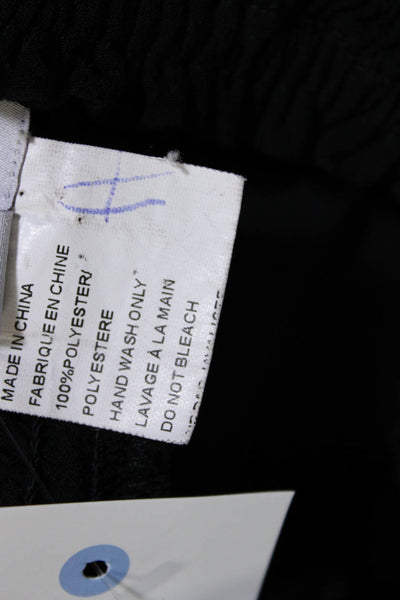 MADE IN CHINA
FABRIQUE EN CHINE
100%POLYESTER/
POLYESTERE
HAND WASH ONLY
LAVAGE À LA MAIN
DO NOT BLEACH